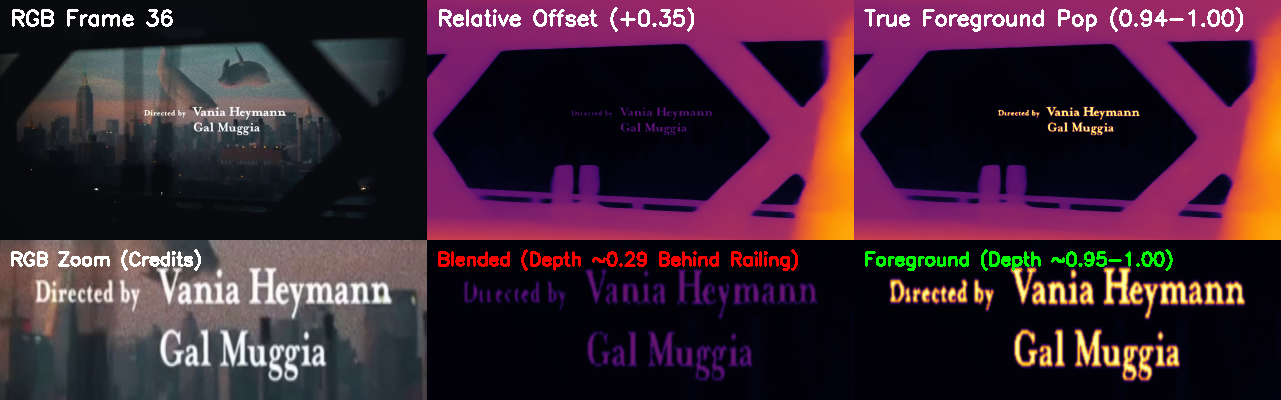 RGB Frame 36
Directed by Vania Heymann
Gal Muggia
Relative Offset (+0.35)
Directed by Vania Heymann
Gal Muggia
True Foreground Pop (0.94-1.00)
Directed by Vania Heymann
Gal Muggia
RGB Zoom (Credits)
Directed by Vania Heymann
Gal Muggia
Blended (Depth ~0.29 Behind Railing)
Directed by Vania Heymann
Gal Muggia
Foreground (Depth ~0.95-1.00)
Directed by Vania Heymann
Gal Muggia